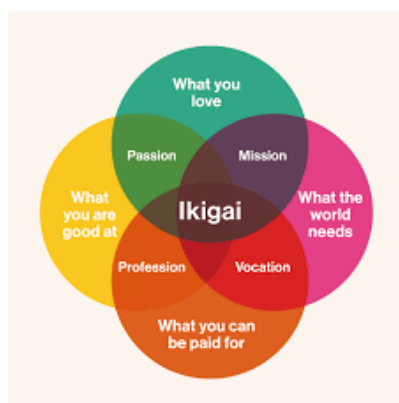 What you
love
Passion
Mission
What
you are
good at
Ikigai
What the
world
needs
Profession
Vocation
What you can
be paid for